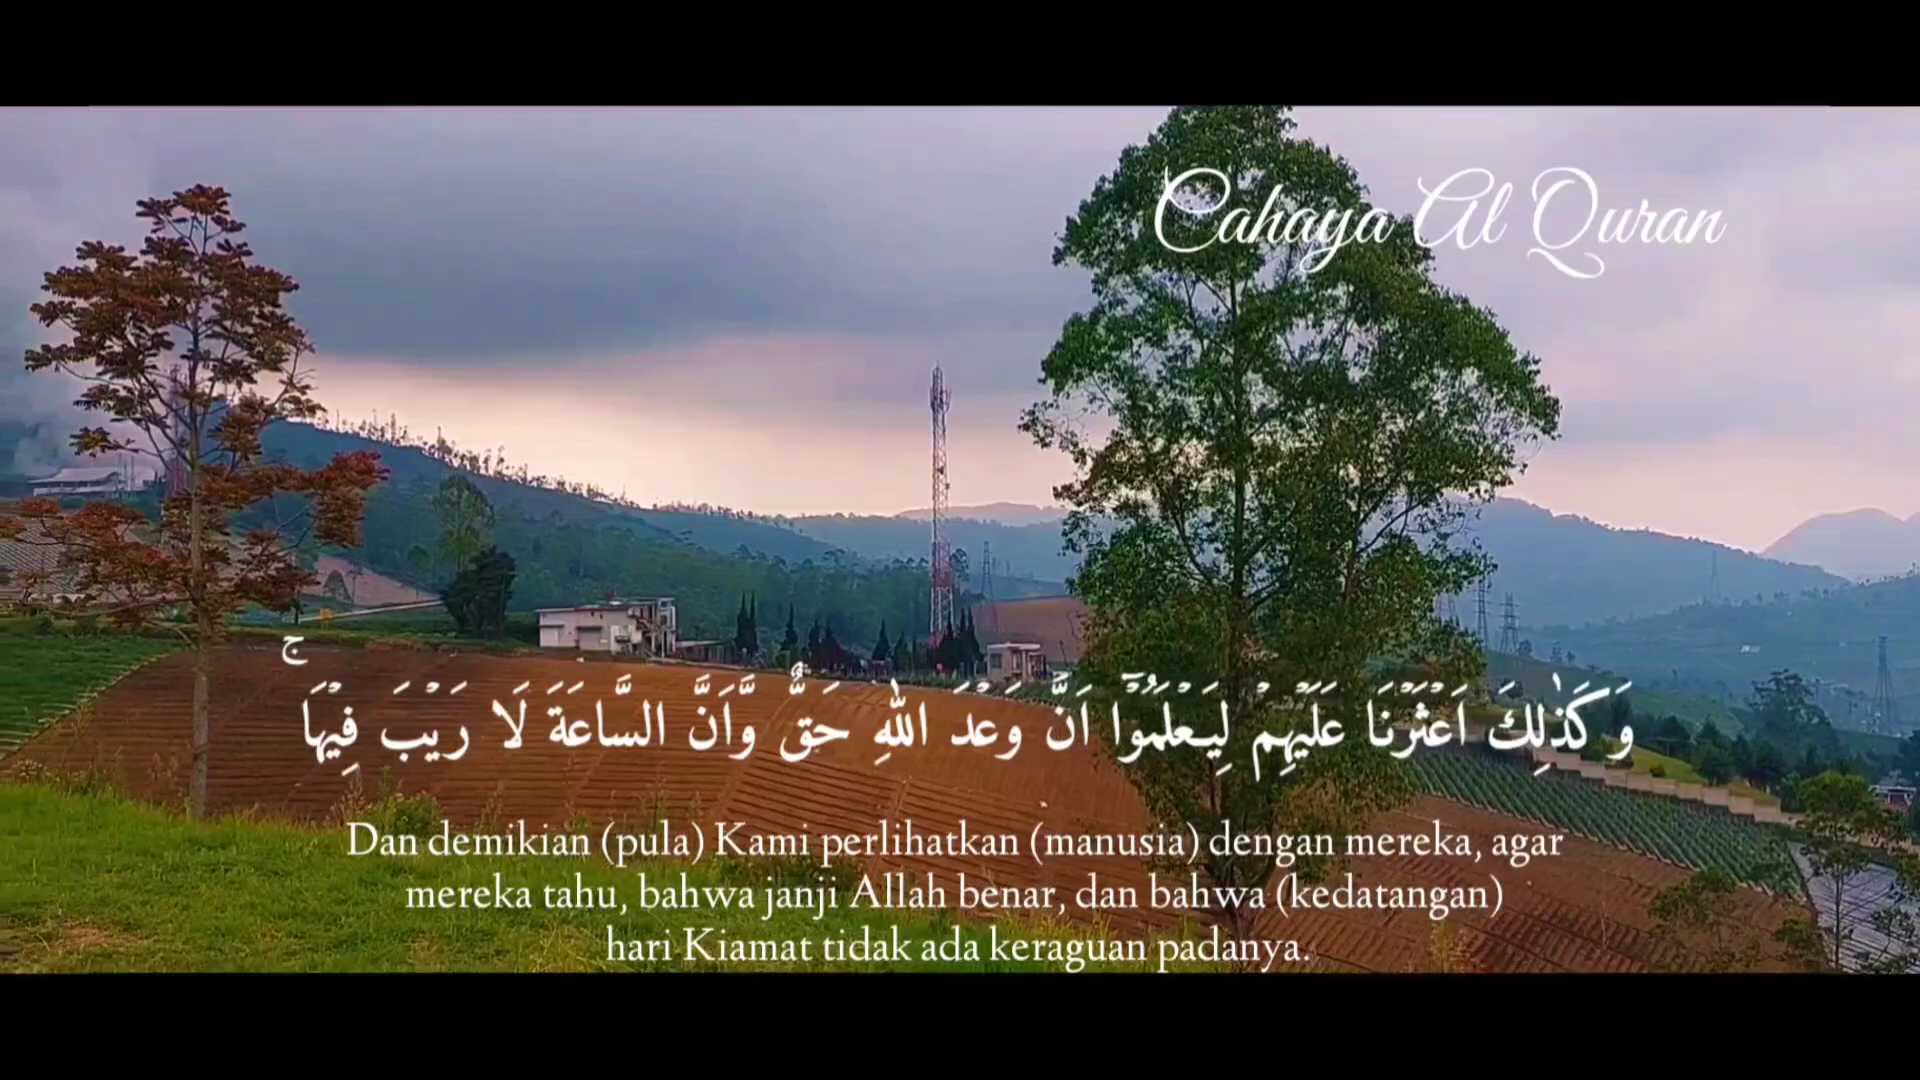 Cahaya Al Quran
وَكَذٰلِكَ اَعْثَرْنَا عَلَيْهِمْ لِيَعْلَمُوْٓا اَنَّ وَعْدَ اللّٰهِ حَقٌّ وَّاَنَّ السَّاعَةَ لَا رَيْبَ فِيْهَاۚ
Dan demikian (pula) Kami perlihatkan (manusia) dengan mereka, agar
mereka tahu, bahwa janji Allah benar, dan bahwa (kedatangan)
hari Kiamat tidak ada keraguan padanya.